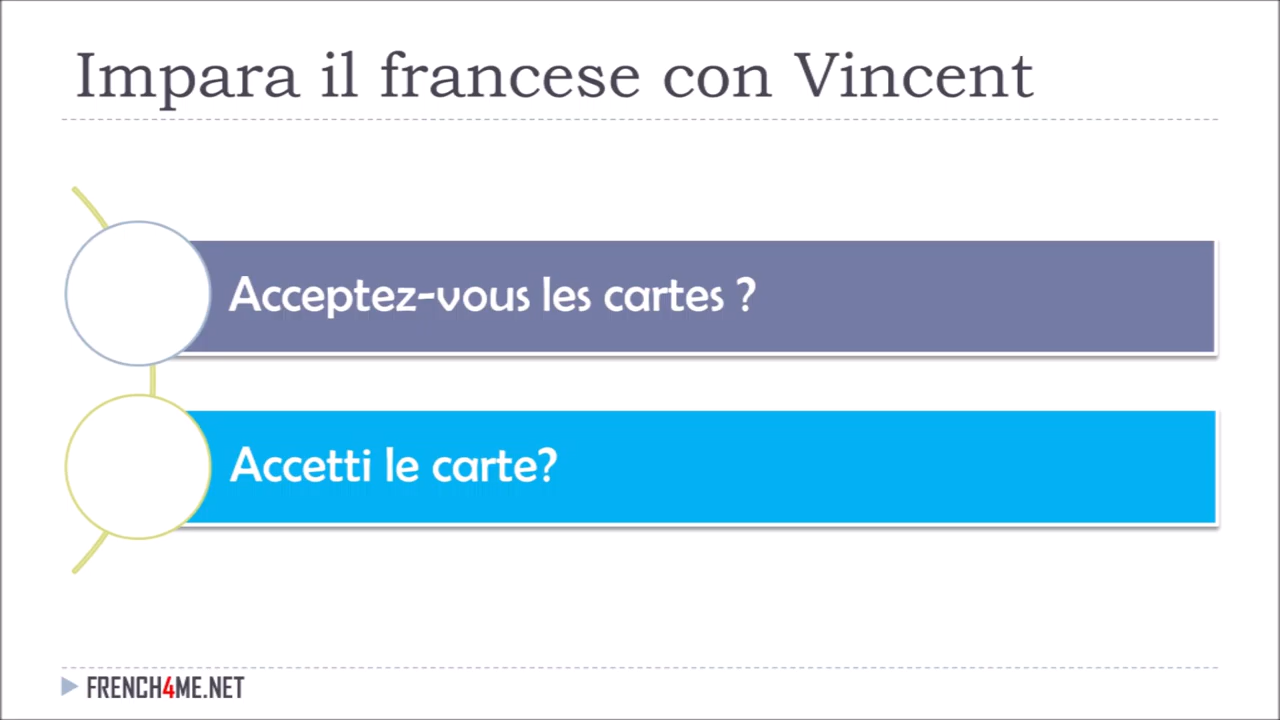 Impara il francese con Vincent
Acceptez-vous les cartes ?
Accetti le carte?
FRENCH4ME.NET